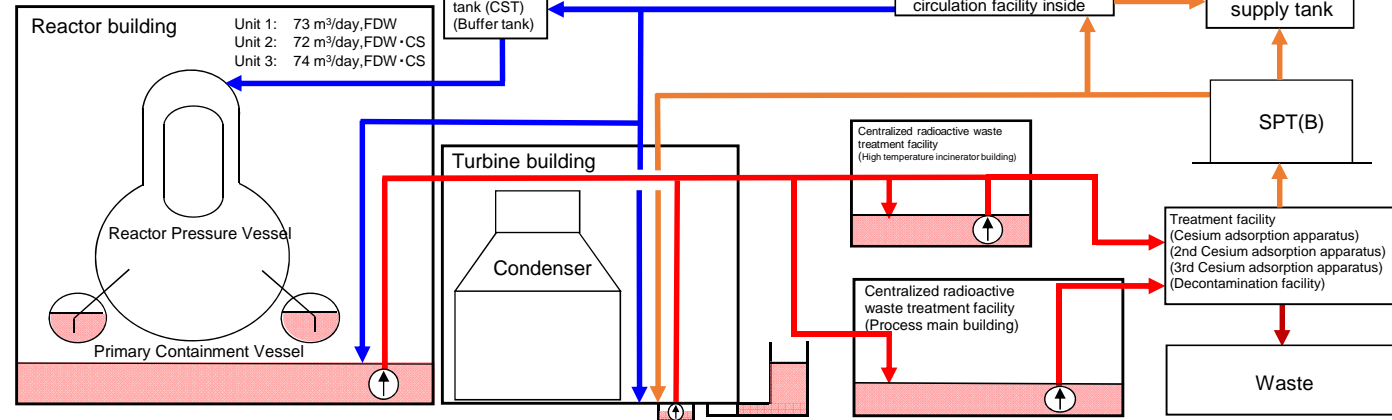 tank (CST)
(Buffer tank)
circulation facility inside
supply tank
Reactor building
Unit 1: 73 m³/day,FDW
Unit 2: 72 m³/day,FDW・CS
Unit 3: 74 m³/day,FDW・CS
SPT(B)
Centralized radioactive waste
treatment facility
(High temperature incinerator building)
Turbine building
Reactor Pressure Vessel
Condenser
Treatment facility
(Cesium adsorption apparatus)
(2nd Cesium adsorption apparatus)
(3rd Cesium adsorption apparatus)
(Decontamination facility)
Centralized radioactive
waste treatment facility
(Process main building)
Primary Containment Vessel
Waste